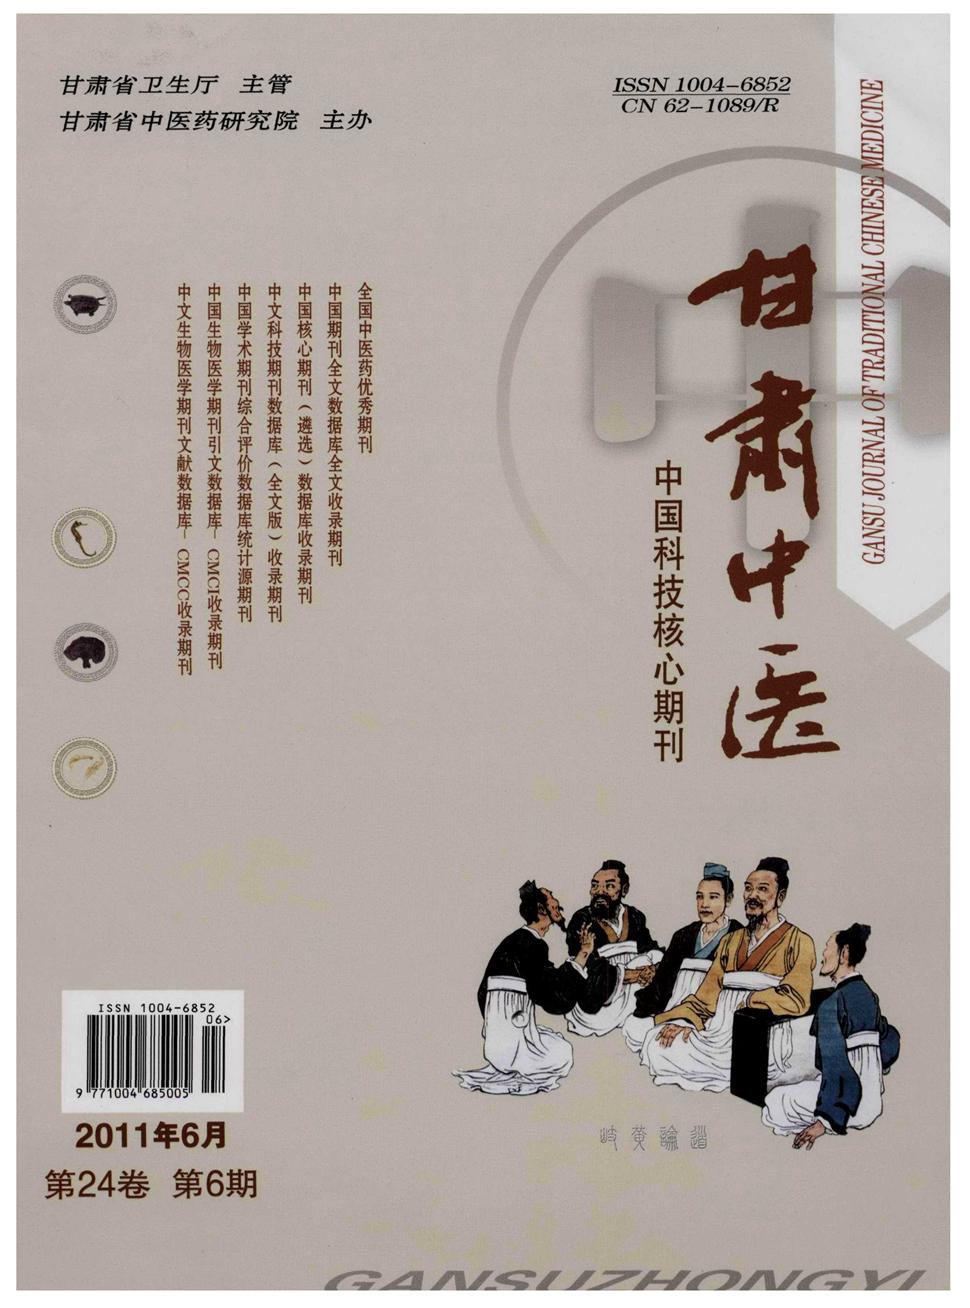 甘肃省卫生厅 主管
甘肃省中医药研究院 主办
ISSN 1004-6852
CN 62-1089/R
GANSU JOURNAL OF TRADITIONAL CHINESE MEDICINE
甘肃中医
中国科技核心期刊
全国中医药优秀期刊
中国期刊全文数据库全文收录期刊
中国核心期刊（遴选）数据库收录期刊
中文科技期刊数据库（全文版）收录期刊
中国学术期刊综合评价数据库统计源期刊
中国生物医学期刊引文数据库-CMCI收录期刊
中文生物医学期刊文献数据库-CMCC收录期刊
ISSN 1004-6852
06>
9 771004 685005
2011年6月
第24卷 第6期
岐黄論道
GANSUZHONGYI